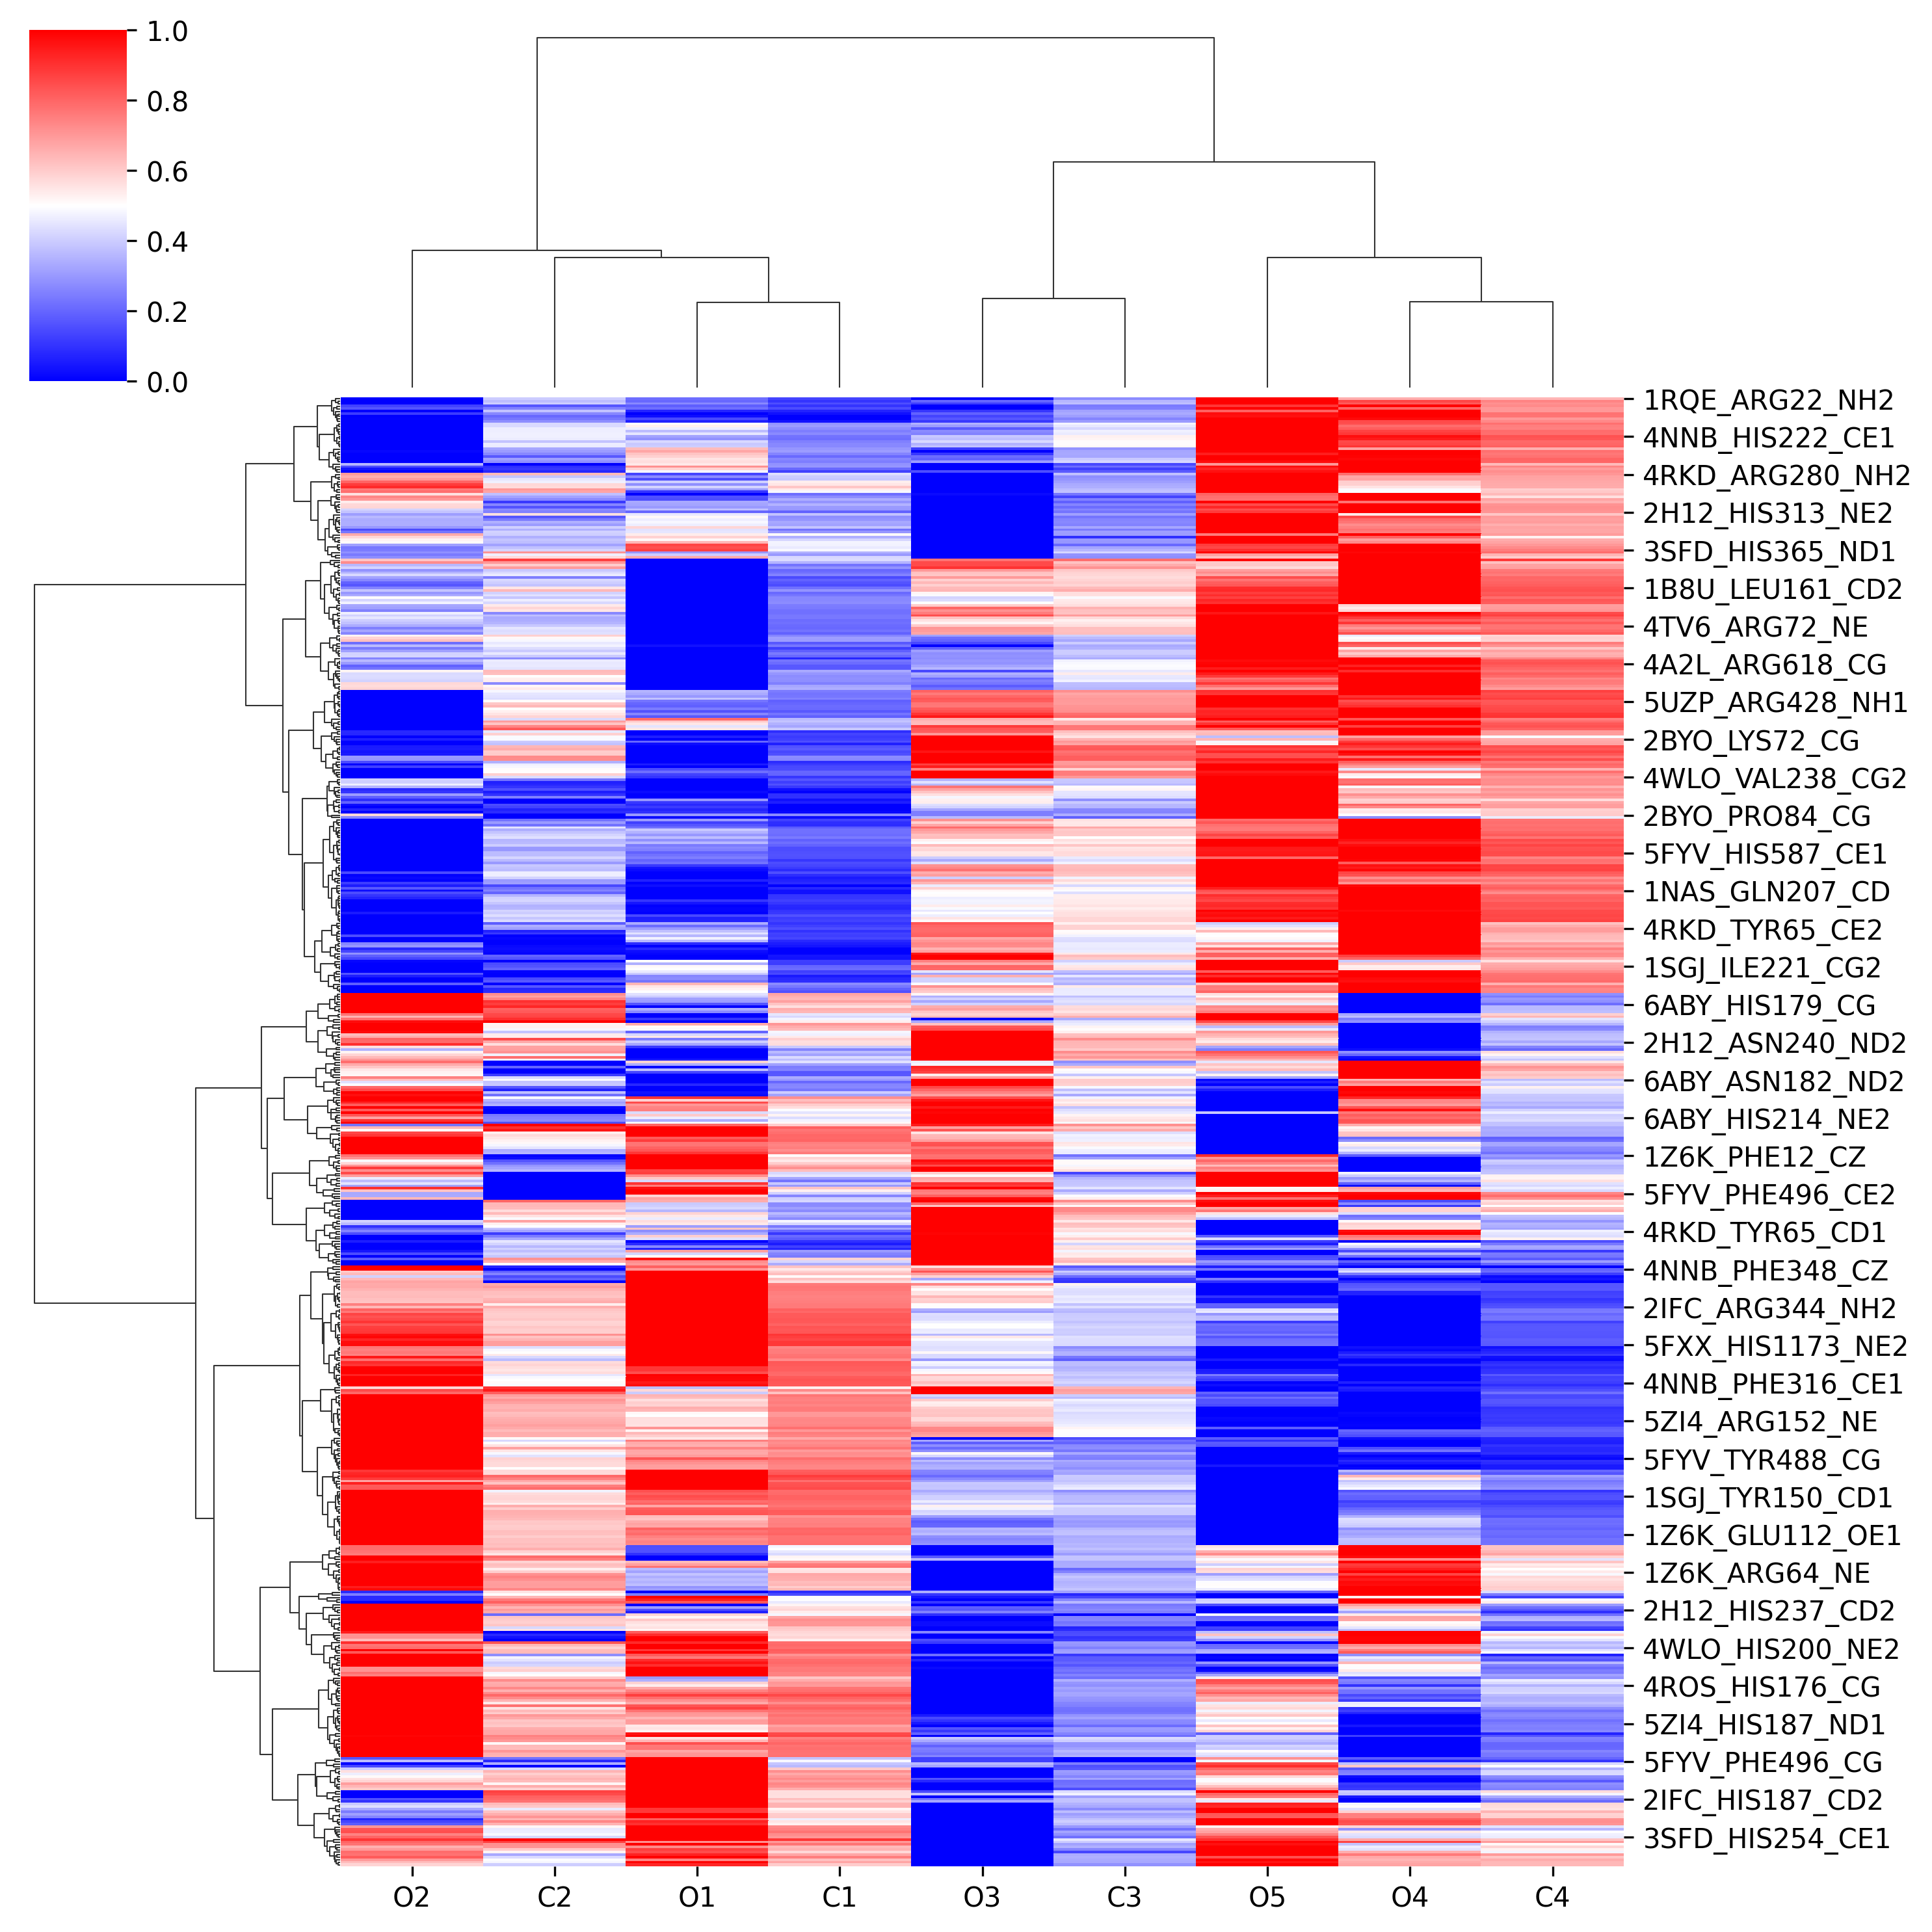 1.0
0.8
0.6
0.4
0.2
0.0
1RQE_ARG22_NH2
4NNB_HIS222_CE1
4RKD_ARG280_NH2
2H12_HIS313_NE2
3SFD_HIS365_ND1
1B8U_LEU161_CD2
4TV6_ARG72_NE
4A2L_ARG618_CG
5UZP_ARG428_NH1
2BYO_LYS72_CG
4WLO_VAL238_CG2
2BYO_PRO84_CG
5FYV_HIS587_CE1
1NAS_GLN207_CD
4RKD_TYR65_CE2
1SGJ_ILE221_CG2
6ABY_HIS179_CG
2H12_ASN240_ND2
6ABY_ASN182_ND2
6ABY_HIS214_NE2
1Z6K_PHE12_CZ
5FYV_PHE496_CE2
4RKD_TYR65_CD1
4NNB_PHE348_CZ
2IFC_ARG344_NH2
5FXX_HIS1173_NE2
4NNB_PHE316_CE1
5ZI4_ARG152_NE
5FYV_TYR488_CG
1SGJ_TYR150_CD1
1Z6K_GLU112_OE1
1Z6K_ARG64_NE
2H12_HIS237_CD2
4WLO_HIS200_NE2
4ROS_HIS176_CG
5ZI4_HIS187_ND1
5FYV_PHE496_CG
2IFC_HIS187_CD2
3SFD_HIS254_CE1
O2 C2 O1 C1 O3 C3 O5 O4 C4